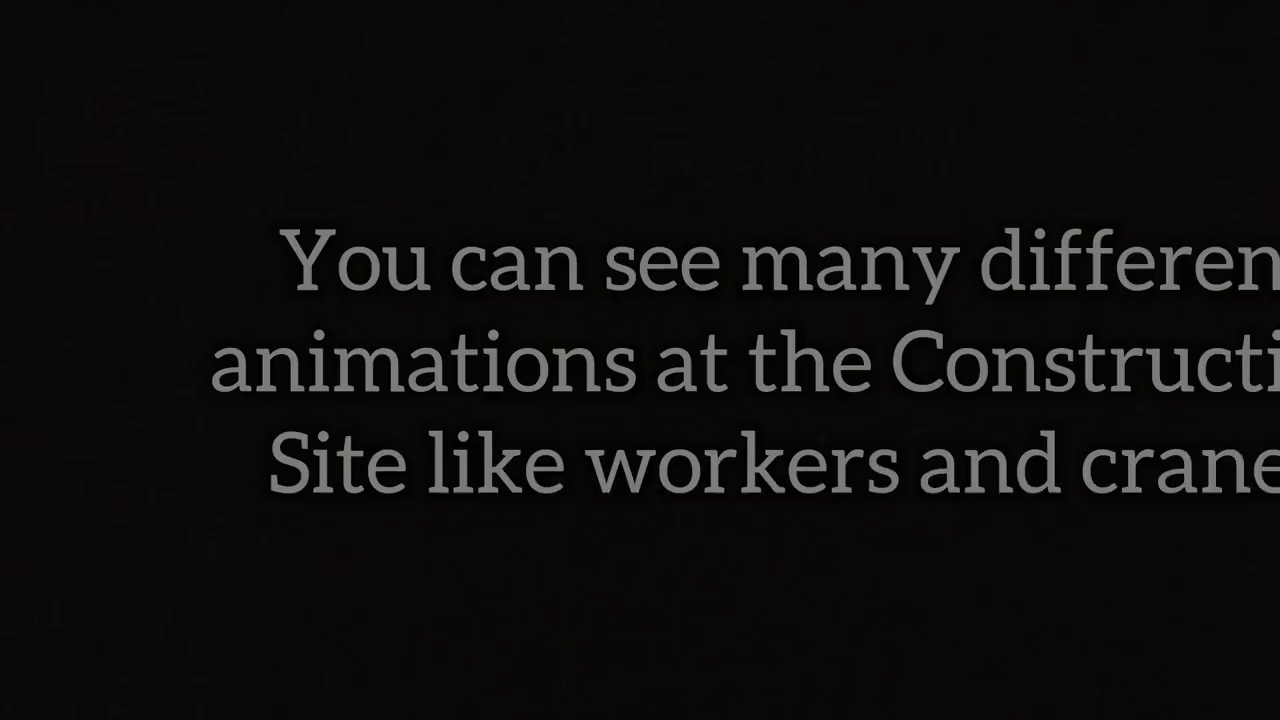 You can see many differen
animations at the Constructi
Site like workers and crane